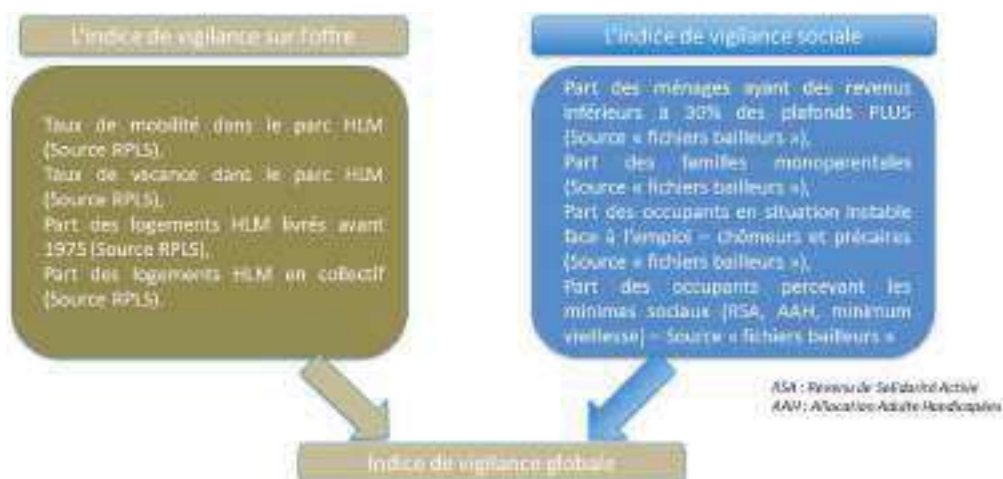 L'indice de vigilance sur l'offre
Taux de mobilité dans le parc HLM
(Source RPLS),
Taux de vacance dans le parc HLM
(Source RPLS),
Part des logements HLM livrés avant
1975 (Source RPLS),
Part des logements HLM en collectif
(Source RPLS).
L'indice de vigilance sociale
Part des ménages ayant des revenus
inférieurs à 30% des plafonds PLUS
(Source « fichiers bailleurs »),
Part des familles monoparentales
(Source « fichiers bailleurs »),
Part des occupants en situation instable
face à l'emploi – chômeurs et précaires
(Source « fichiers bailleurs »),
Part des occupants percevant les
minimas sociaux (RSA, AAH, minimum
vieillesse) – Source « fichiers bailleurs »
RSA : Revenu de Solidarité Active
AAH : Allocation Adulte Handicapées
Indice de vigilance globale